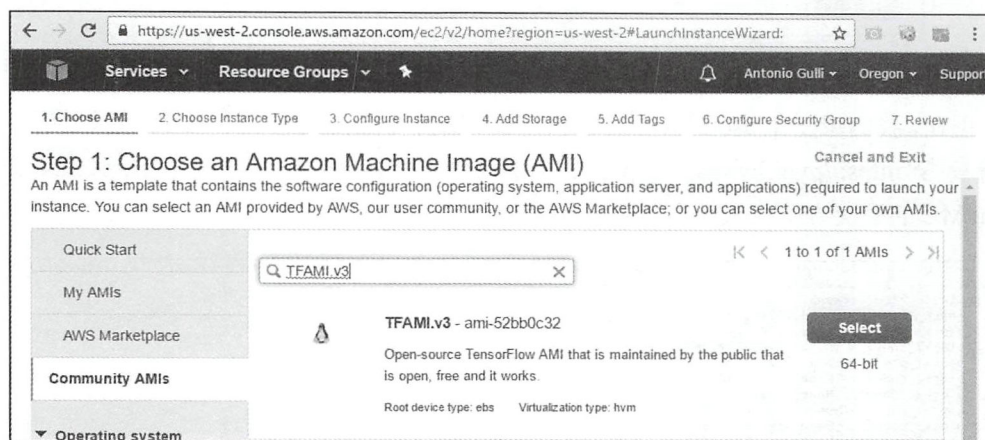 https://us-west-2.console.aws.amazon.com/ec2/v2/home?region=us-west-2#LaunchInstanceWizard:
Services Resource Groups Antonio Gulli Oregon Suppor
1. Choose AMI 2. Choose Instance Type 3. Configure Instance 4. Add Storage 5. Add Tags 6. Configure Security Group 7. Review
Step 1: Choose an Amazon Machine Image (AMI) Cancel and Exit
An AMI is a template that contains the software configuration (operating system, application server, and applications) required to launch your
instance. You can select an AMI provided by AWS, our user community, or the AWS Marketplace; or you can select one of your own AMIs.
Quick Start
My AMIs
AWS Marketplace
Community AMIs
Operating system
TFAMI.v3
1 to 1 of 1 AMIs
TFAMI.v3 - ami-52bb0c32
Select
Open-source TensorFlow AMI that is maintained by the public that
is open, free and it works.
64-bit
Root device type: ebs Virtualization type: hvm